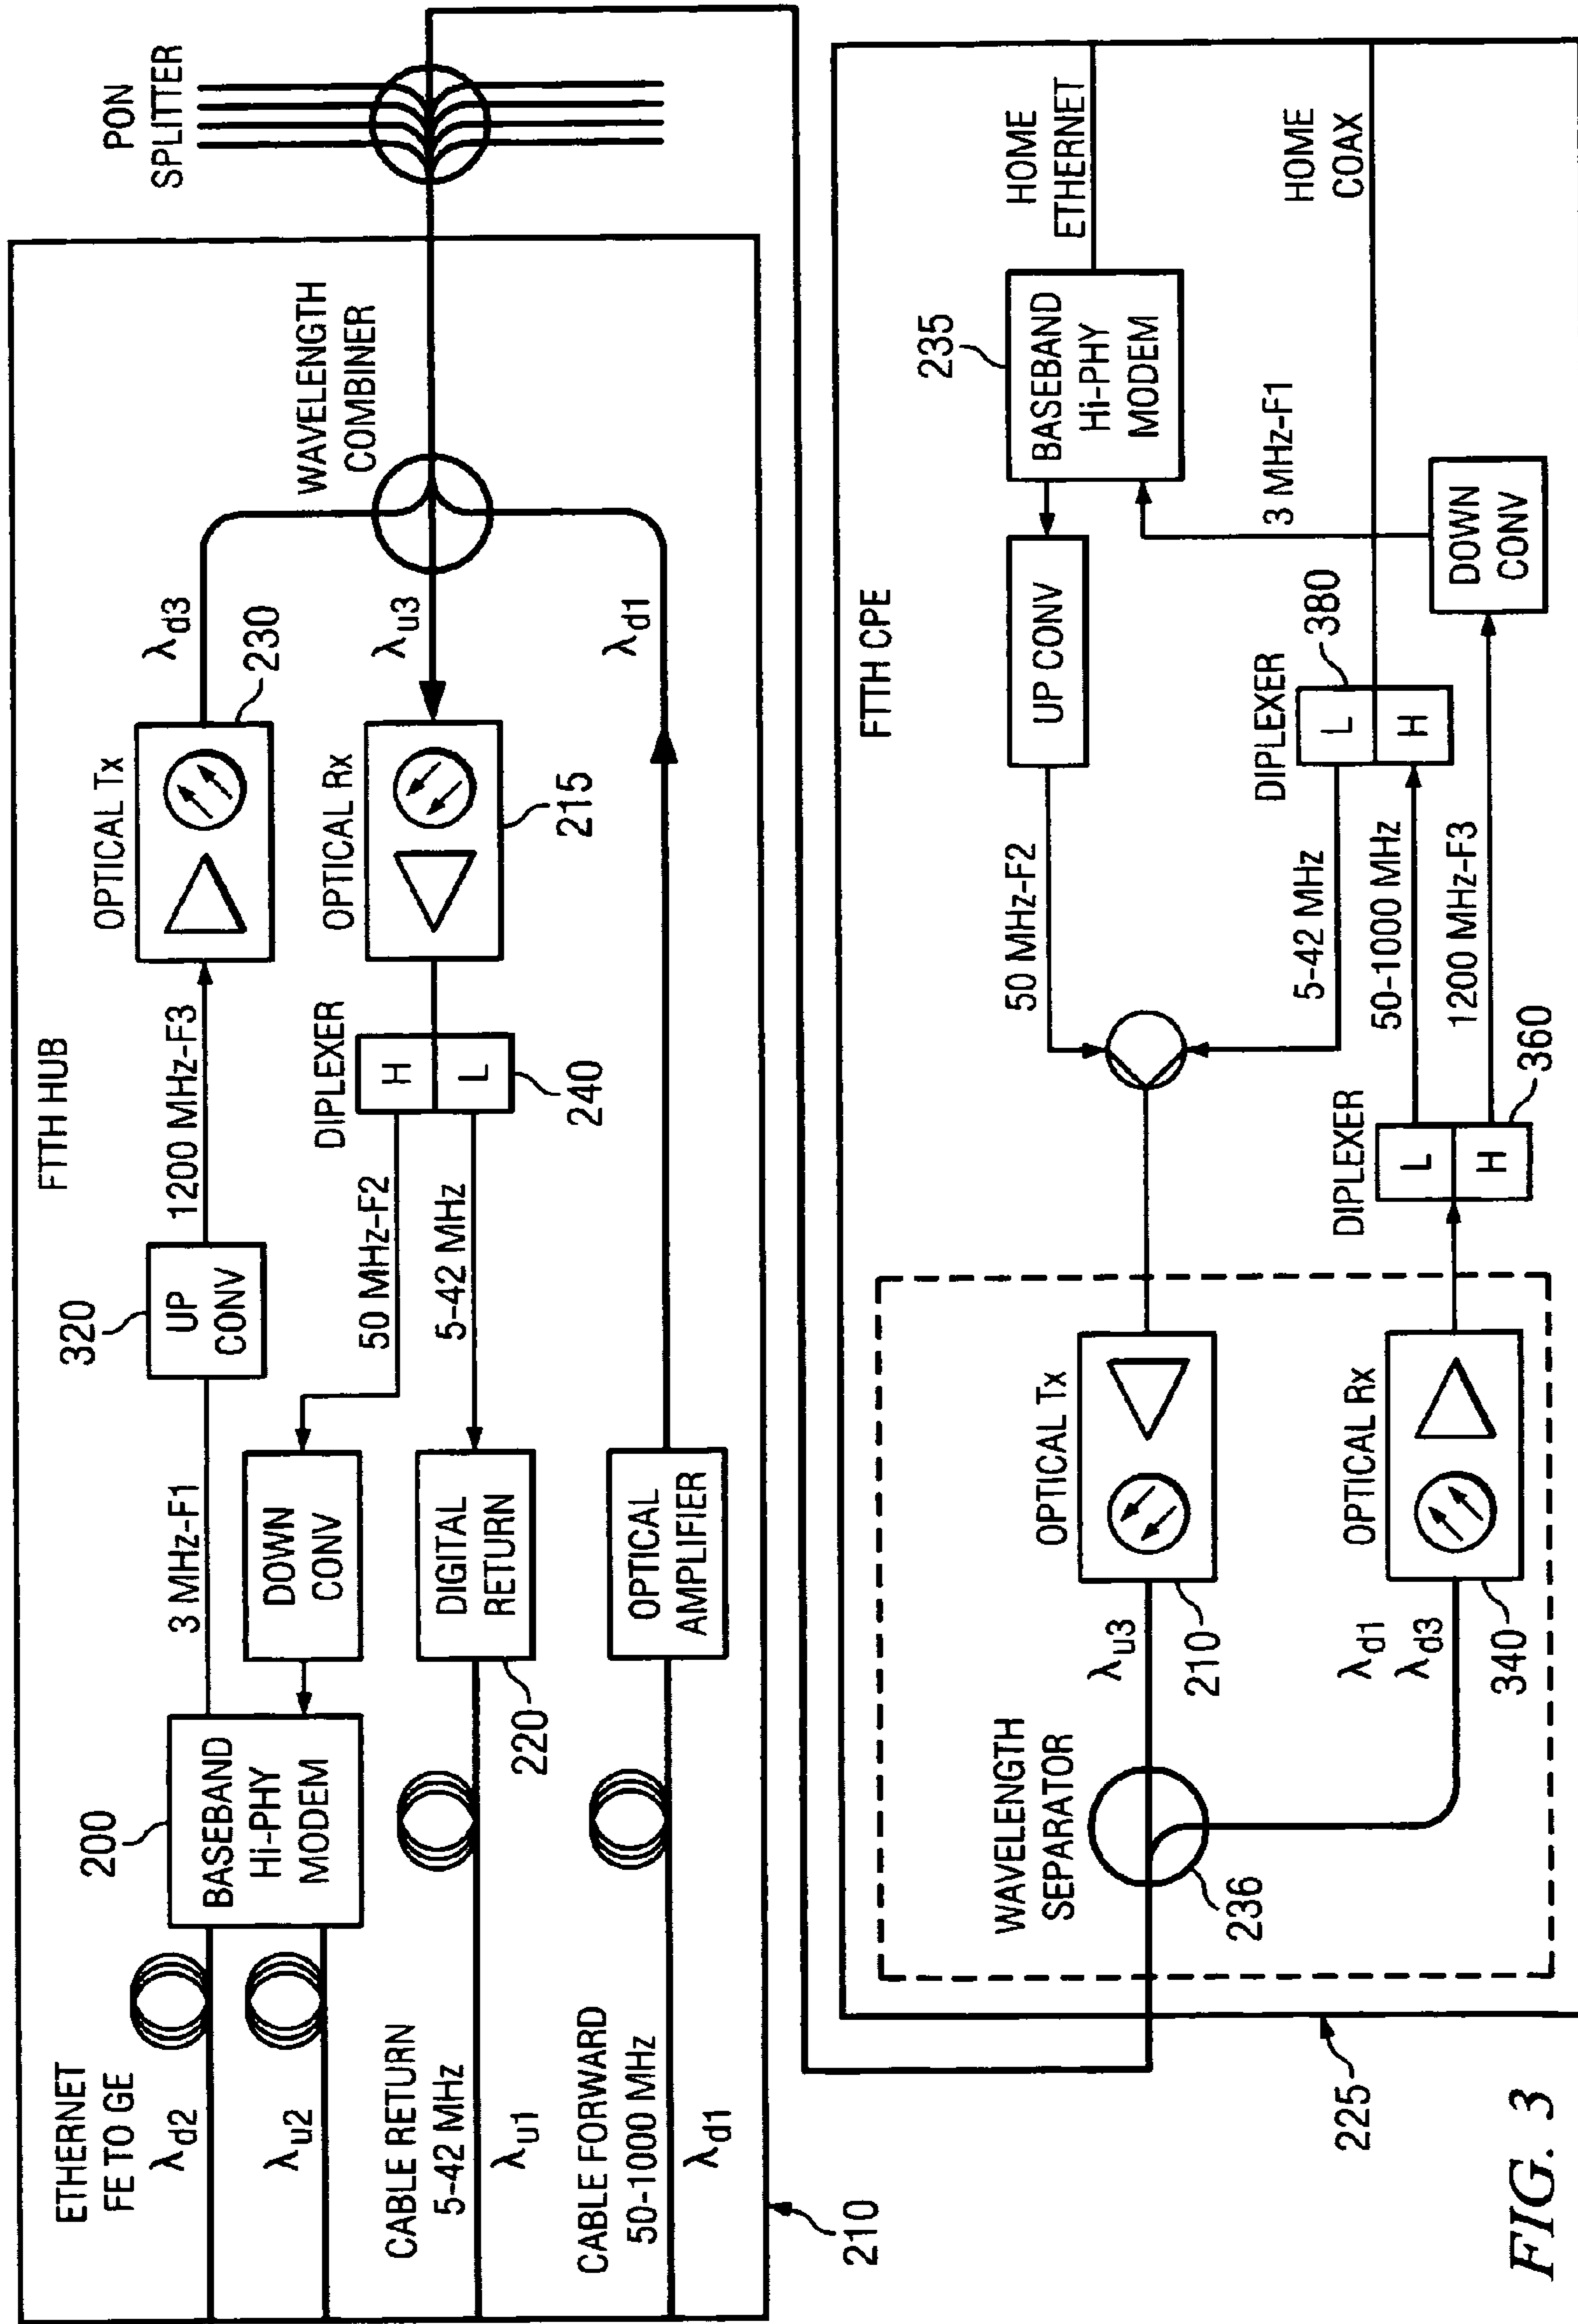 FTTH HUB
ETHERNET
FE TO GE
λd2
λu2
200
BASEBAND
Hi-PHY
MODEM
3 MHz-F1
320
UP
CONV
1200 MHz-F3
OPTICAL Tx
230
λd3
DOWN
CONV
50 MHz-F2
DIPLEXER
H
L
240
OPTICAL Rx
215
λu3
WAVELENGTH
COMBINER
PON
SPLITTER
CABLE RETURN
5-42 MHz
λu1
DIGITAL
RETURN
220
5-42 MHz
CABLE FORWARD
50-1000 MHz
λd1
OPTICAL
AMPLIFIER
λd1
210
FTTH CPE
WAVELENGTH
SEPARATOR
236
λu3
210
OPTICAL Tx
λd1
λd3
340
OPTICAL Rx
50 MHz-F2
UP CONV
235
BASEBAND
Hi-PHY
MODEM
HOME
ETHERNET
5-42 MHz
DIPLEXER
L
H
380
3 MHz-F1
HOME
COAX
50-1000 MHz
DIPLEXER
L
H
360
1200 MHz-F3
DOWN
CONV
225
FIG. 3